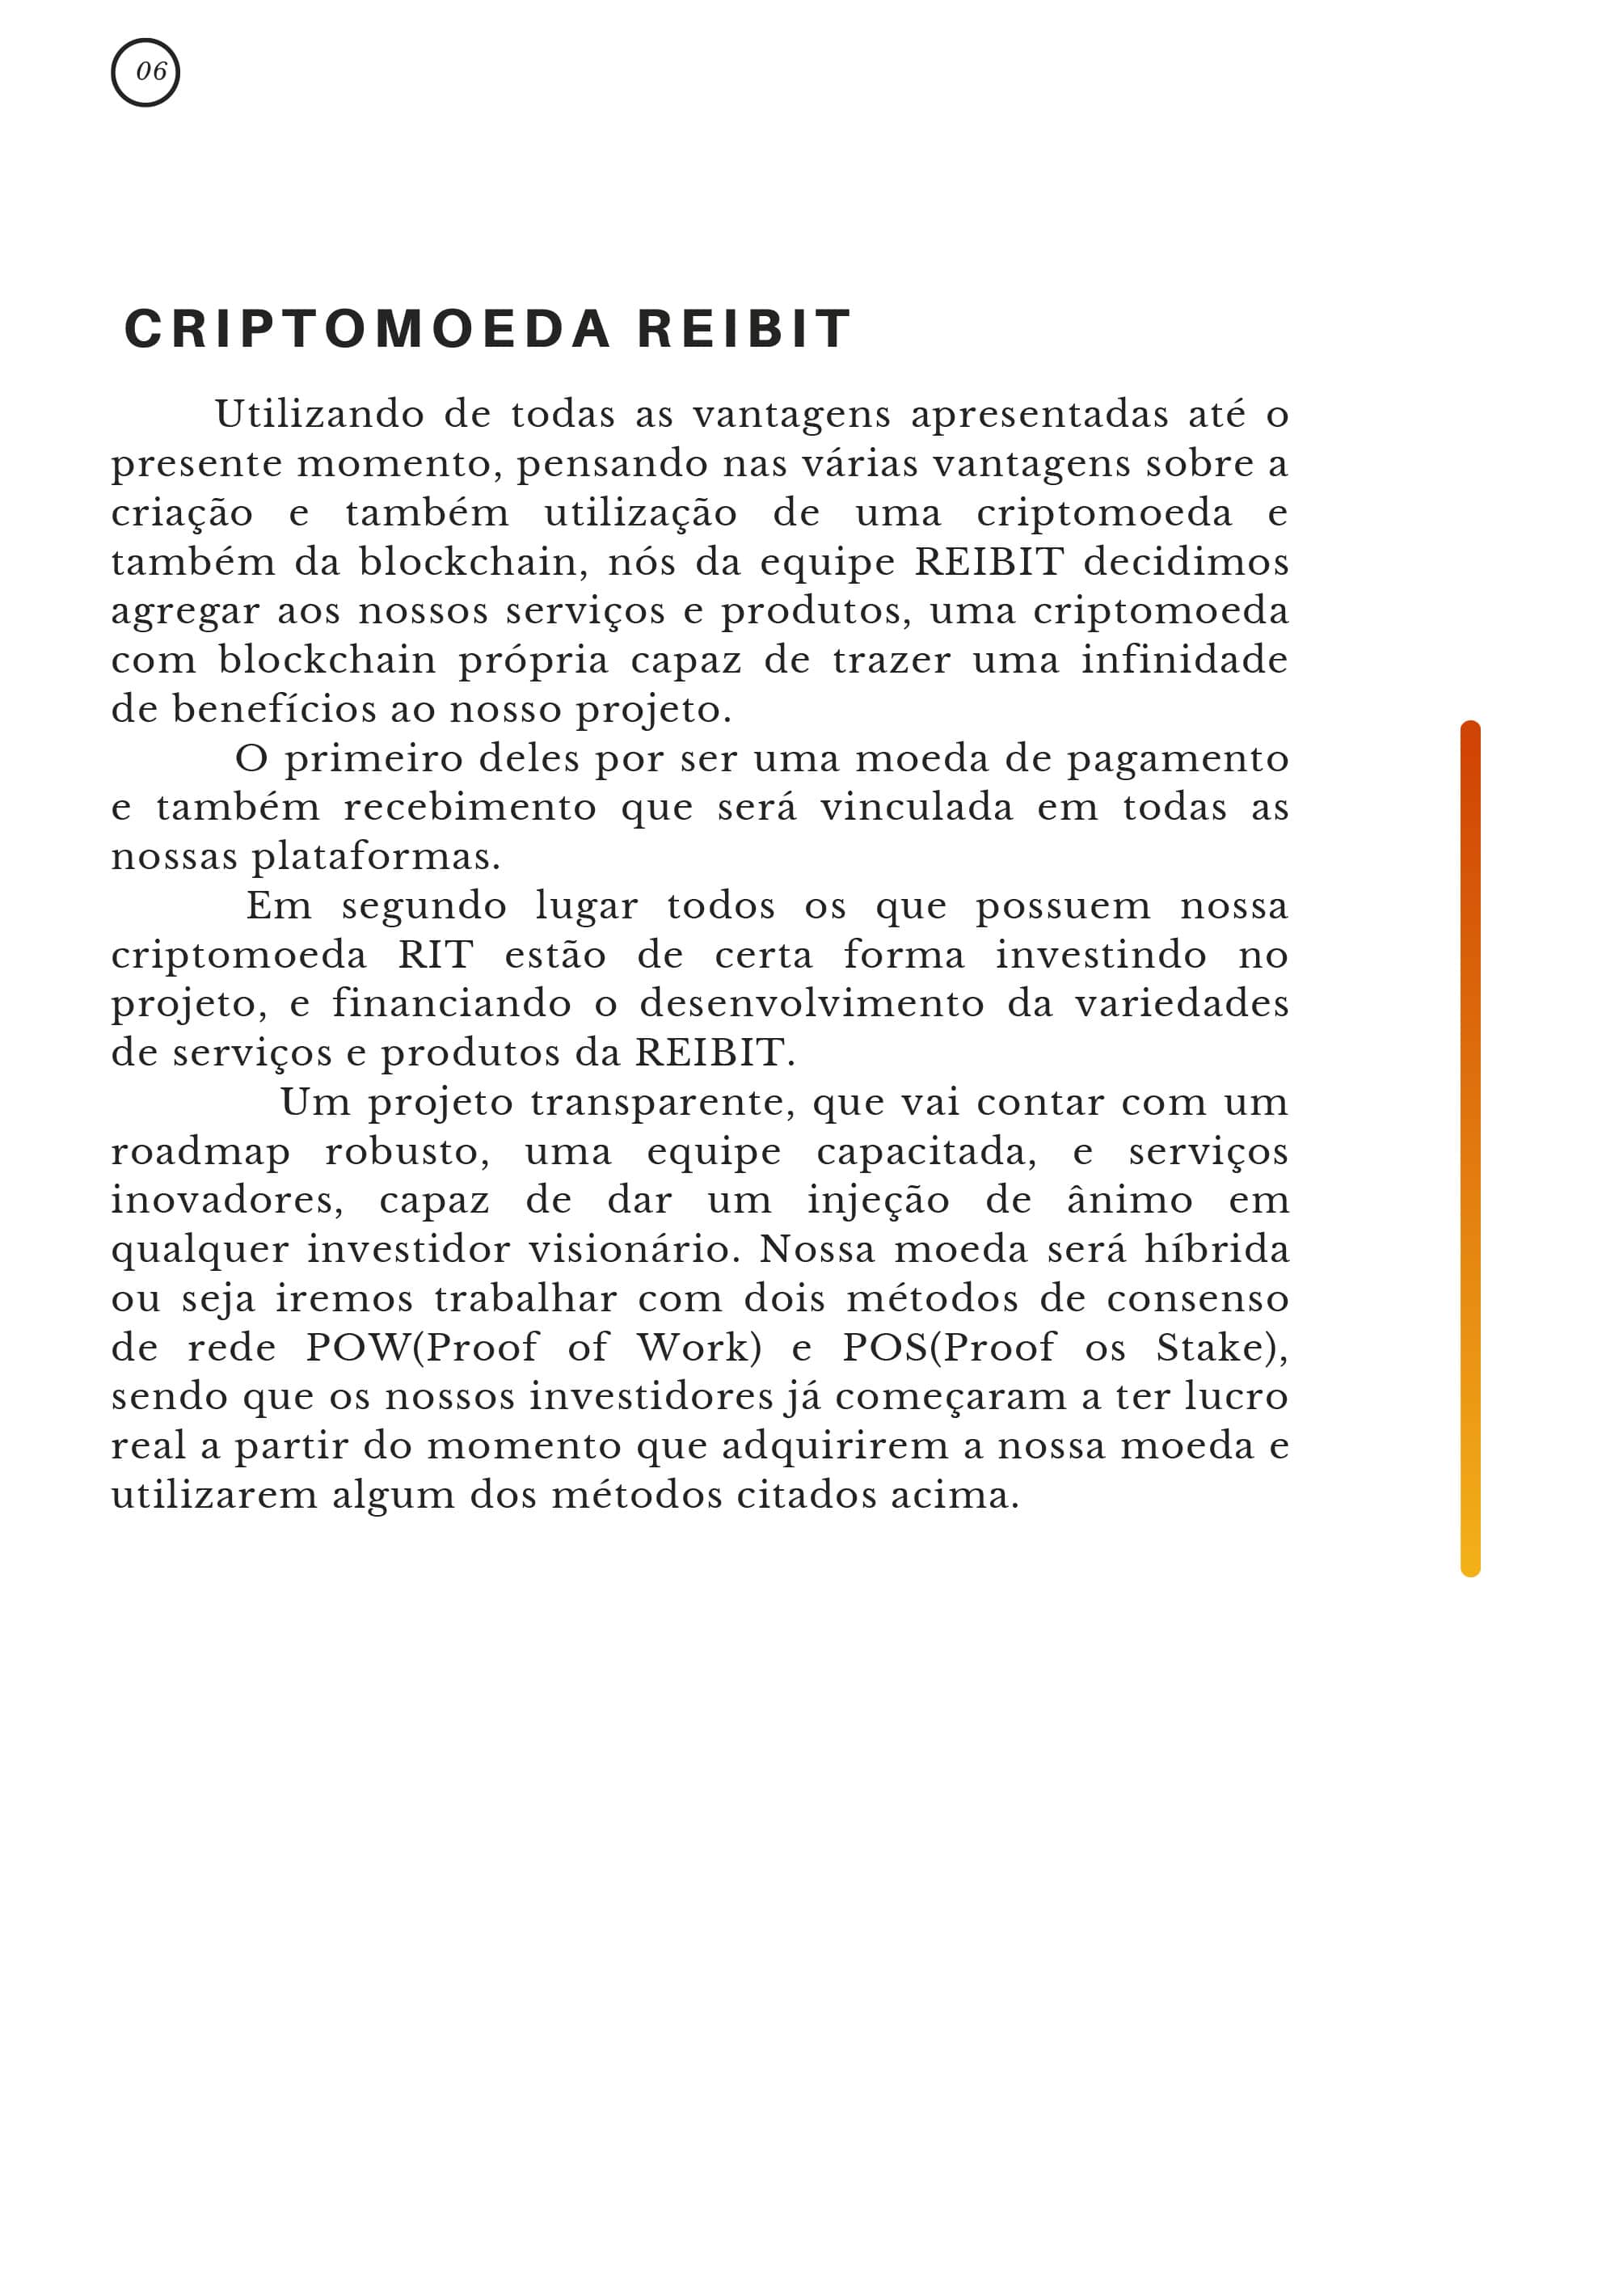 06
CRIPTOMOEDA REIBIT
Utilizando de todas as vantagens apresentadas até o
presente momento, pensando nas várias vantagens sobre a
criação e também utilização de uma criptomoeda e
também da blockchain, nós da equipe REIBIT decidimos
agregar aos nossos serviços e produtos, uma criptomoeda
com blockchain própria capaz de trazer uma infinidade
de benefícios ao nosso projeto.
O primeiro deles por ser uma moeda de pagamento
e também recebimento que será vinculada em todas as
nossas plataformas.
Em segundo lugar todos os que possuem nossa
criptomoeda RIT estão de certa forma investindo no
projeto, e financiando o desenvolvimento da variedades
de serviços e produtos da REIBIT.
Um projeto transparente, que vai contar com um
roadmap robusto, uma equipe capacitada, e serviços
inovadores, capaz de dar um injeção de ânimo em
qualquer investidor visionário. Nossa moeda será híbrida
ou seja iremos trabalhar com dois métodos de consenso
de rede POW(Proof of Work) e POS(Proof os Stake),
sendo que os nossos investidores já começaram a ter lucro
real a partir do momento que adquirirem a nossa moeda e
utilizarem algum dos métodos citados acima.